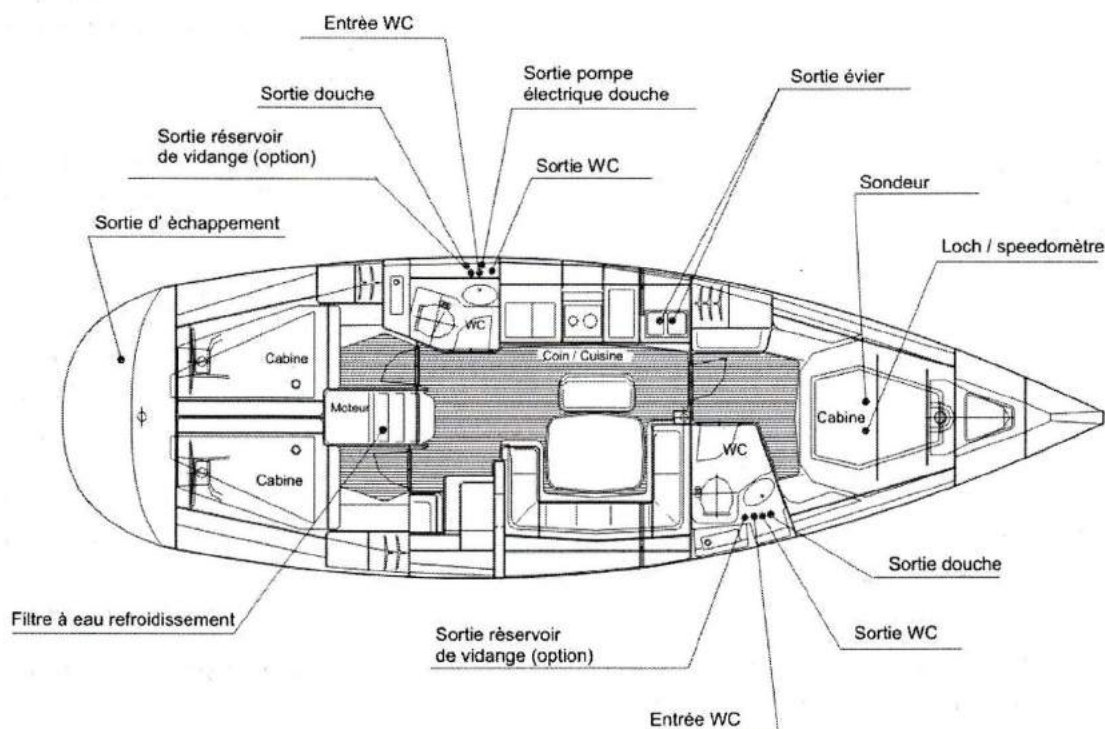 Entrèe WC
Sortie pompe
électrique douche
Sortie évier
Sortie douche
Sortie réservoir
de vidange (option)
Sortie WC
Sondeur
Sortie d' èchappement
Loch / speedomètre
WC
Cabine
Coin / Cuisine
Moteur
Cabine
WC
Cabine
Sortie douche
Filtre à eau refroidissement
Sortie rèservoir
de vidange (option)
Sortie WC
Entrée WC